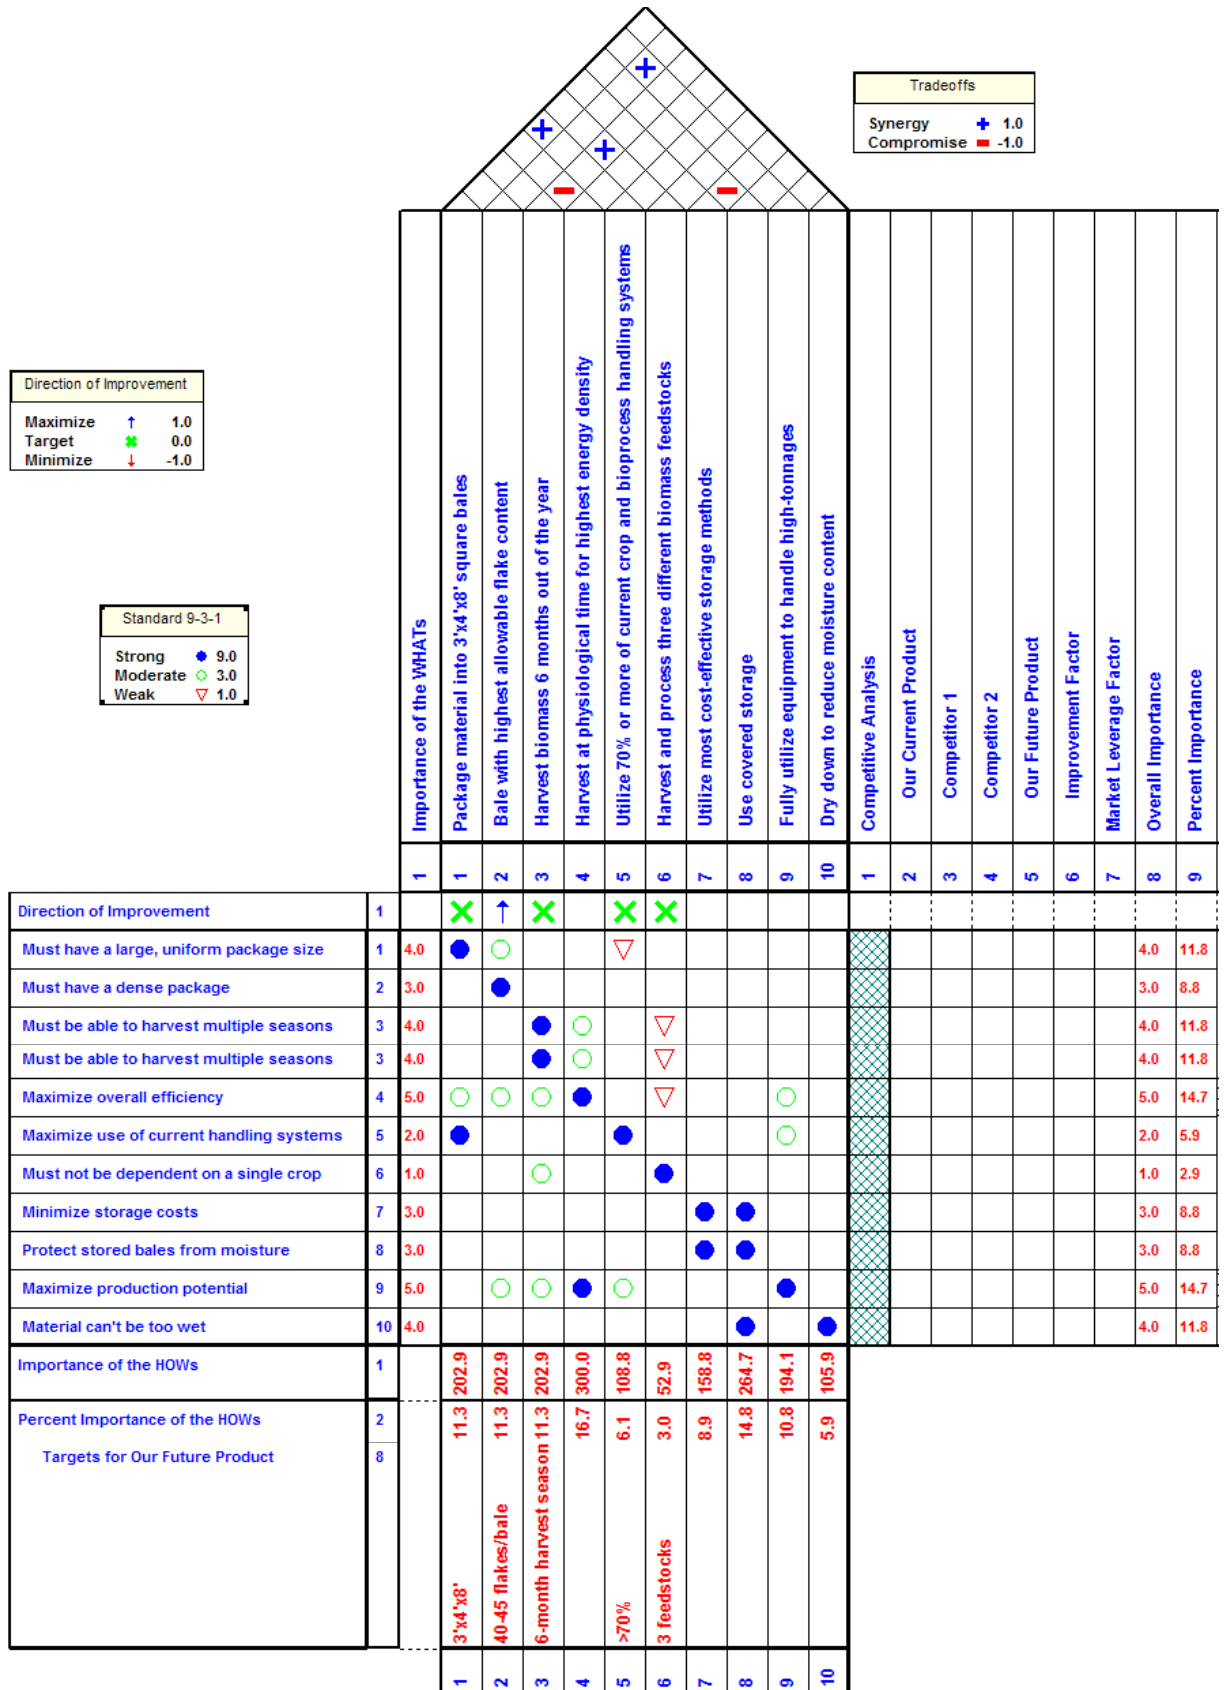 Tradeoffs
Synergy + 1.0
Compromise -1.0
Direction of Improvement
Maximize ↑ 1.0
Target ✖ 0.0
Minimize ↓ -1.0
Standard 9-3-1
Strong 9.0
Moderate 3.0
Weak 1.0
Importance of the WHATs
Package material into 3'x4'x8' square bales
Bale with highest allowable flake content
Harvest biomass 6 months out of the year
Harvest at physiological time for highest energy density
Utilize 70% or more of current crop and bioprocess handling systems
Harvest and process three different biomass feedstocks
Utilize most cost-effective storage methods
Use covered storage
Fully utilize equipment to handle high-tonnages
Dry down to reduce moisture content
Competitive Analysis
Our Current Product
Competitor 1
Competitor 2
Our Future Product
Improvement Factor
Market Leverage Factor
Overall Importance
Percent Importance
1 1 2 3 4 5 6 7 8 9 10 1 2 3 4 5 6 7 8 9
Direction of Improvement 1
Must have a large, uniform package size 1 4.0 4.0 11.8
Must have a dense package 2 3.0 3.0 8.8
Must be able to harvest multiple seasons 3 4.0 4.0 11.8
Must be able to harvest multiple seasons 3 4.0 4.0 11.8
Maximize overall efficiency 4 5.0 5.0 14.7
Maximize use of current handling systems 5 2.0 2.0 5.9
Must not be dependent on a single crop 6 1.0 1.0 2.9
Minimize storage costs 7 3.0 3.0 8.8
Protect stored bales from moisture 8 3.0 3.0 8.8
Maximize production potential 9 5.0 5.0 14.7
Material can't be too wet 10 4.0 4.0 11.8
Importance of the HOWs 1 202.9 202.9 202.9 300.0 108.8 52.9 158.8 264.7 194.1 105.9
Percent Importance of the HOWs 2 11.3 11.3 11.3 16.7 6.1 3.0 8.9 14.8 10.8 5.9
Targets for Our Future Product 8
3'x4'x8'
40-45 flakes/bale
6-month harvest season
>70%
3 feedstocks
1 2 3 4 5 6 7 8 9 10